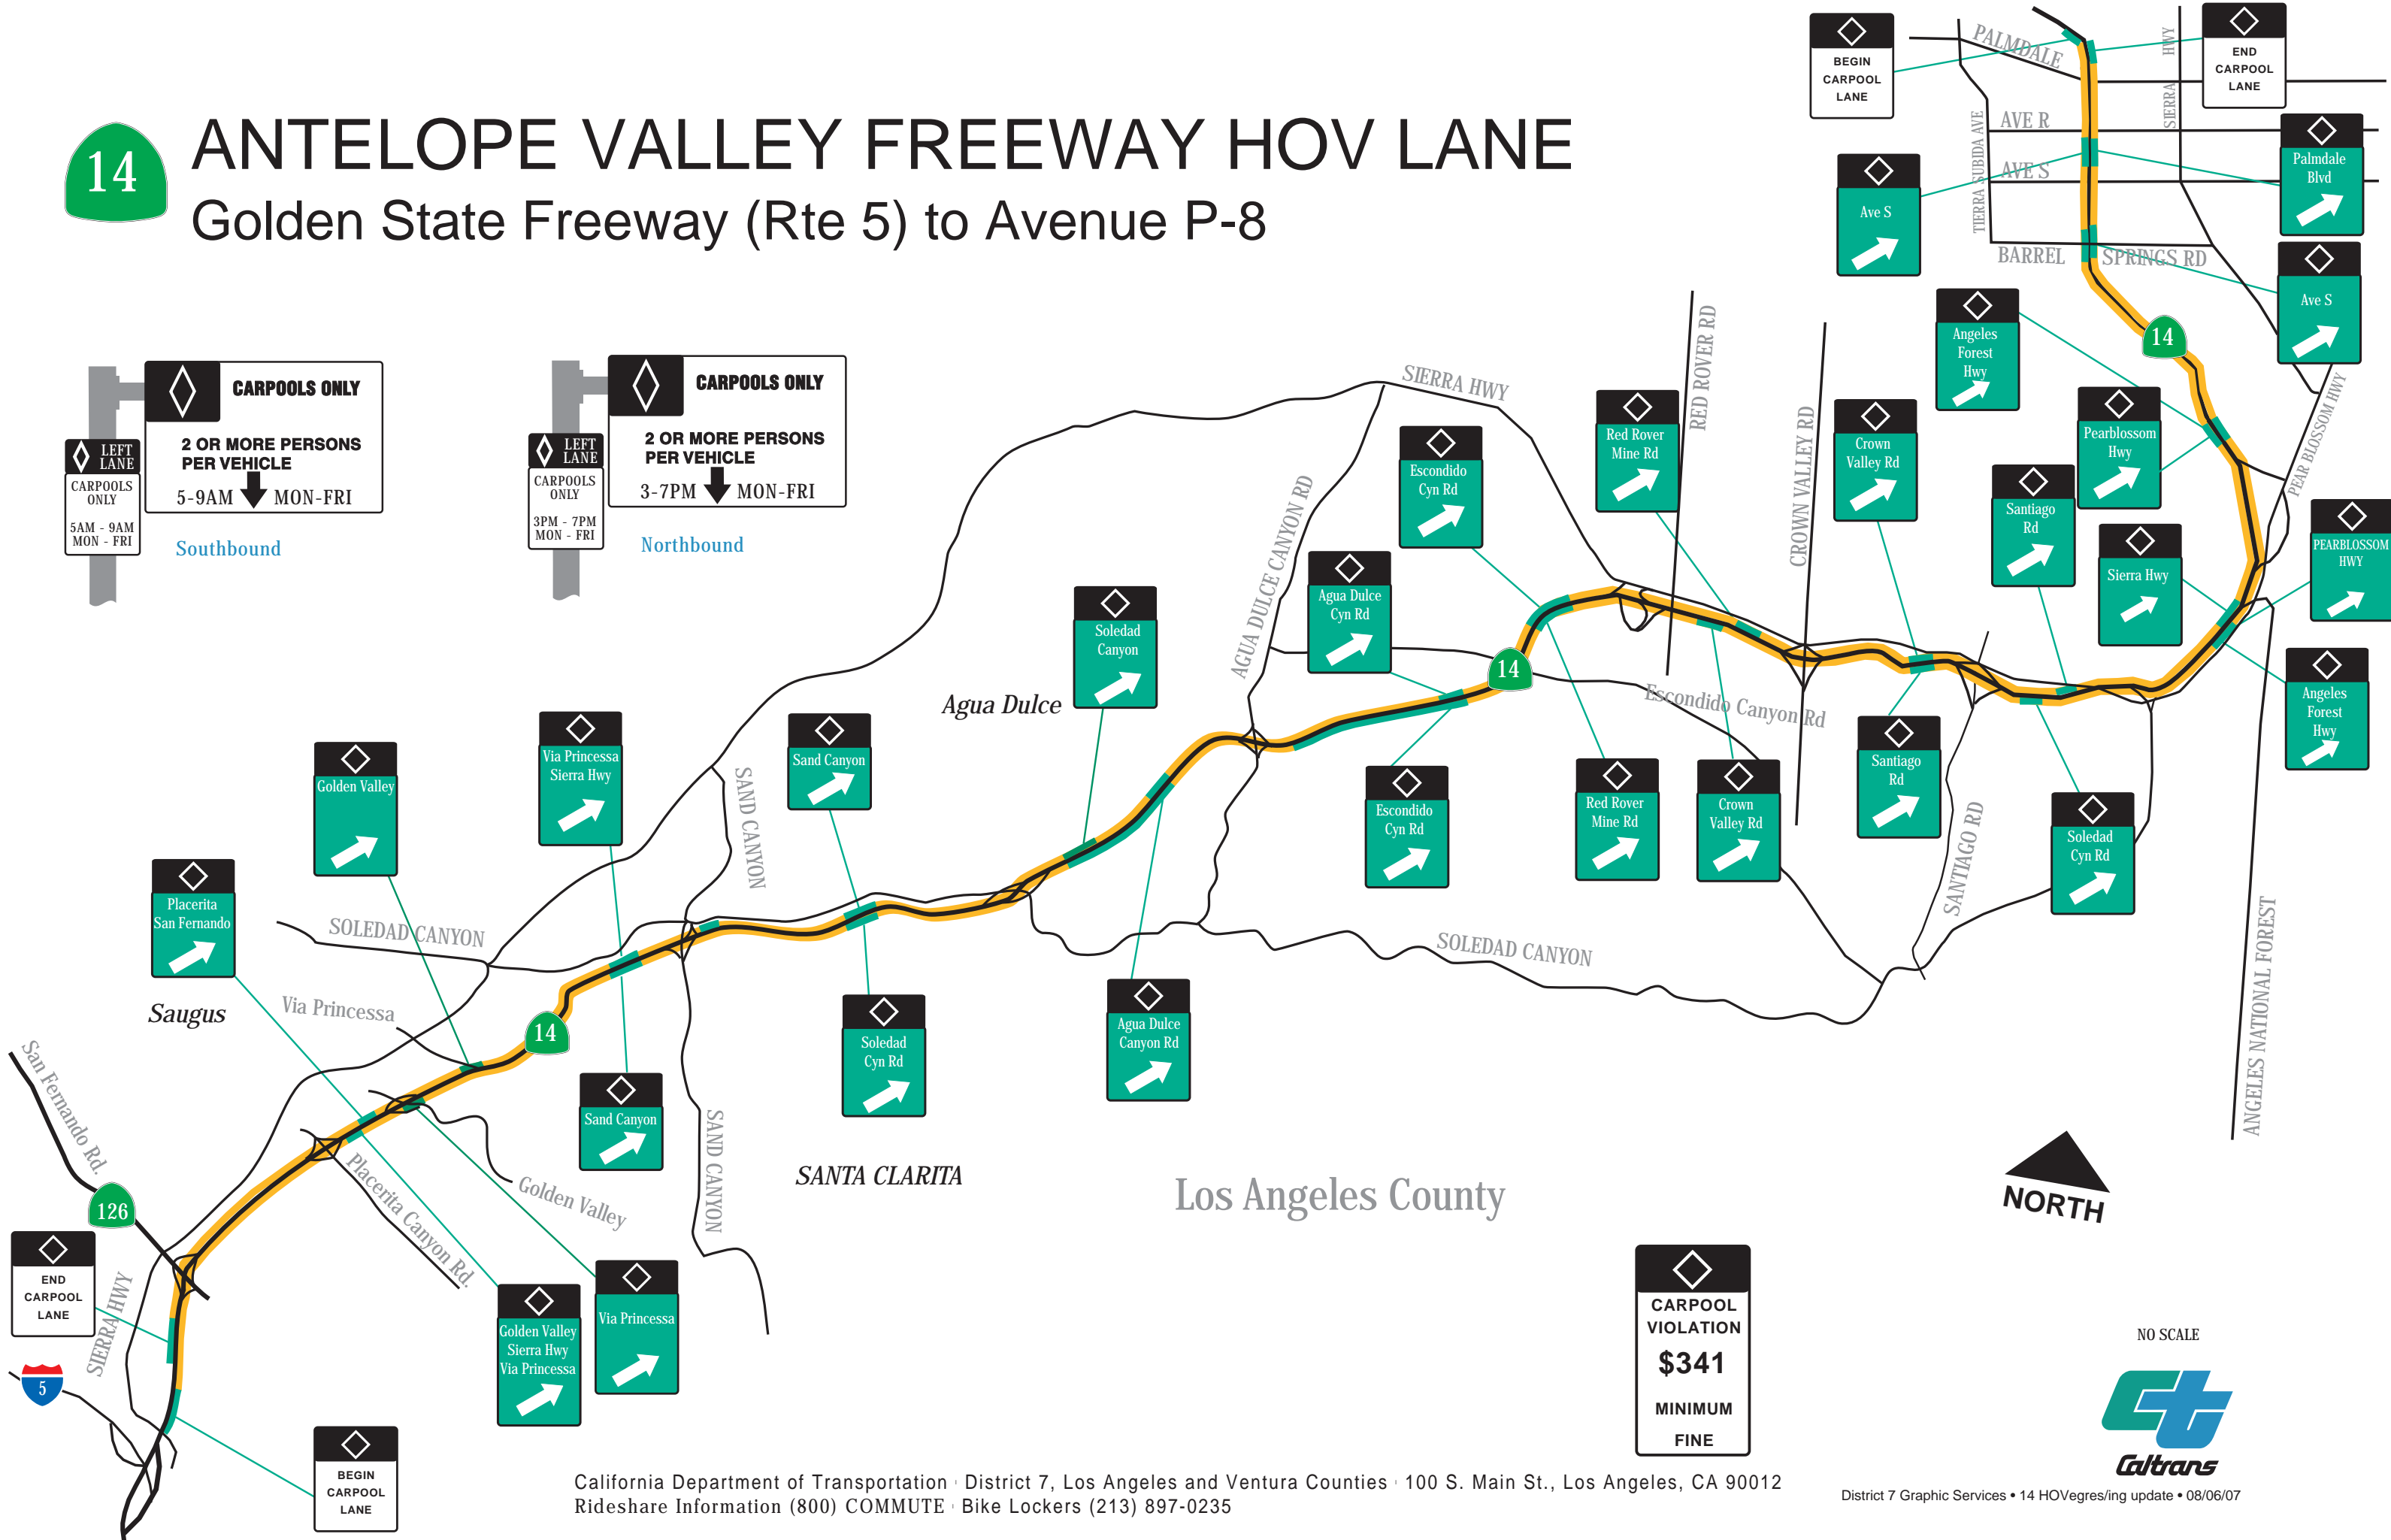 14
ANTELOPE VALLEY FREEWAY HOV LANE
Golden State Freeway (Rte 5) to Avenue P-8
BEGIN
CARPOOL
LANE
PALMDALE
SIERRA HWY
END
CARPOOL
LANE
AVE R
TIERRA SUBIDA AVE
AVE S
Palmdale
Blvd
Ave S
BARREL SPRINGS RD
Ave S
14
Angeles
Forest
Hwy
PEAR BLOSSOM HWY
Pearblossom
Hwy
LEFT
LANE
CARPOOLS
ONLY
5AM - 9AM
MON - FRI
CARPOOLS ONLY
2 OR MORE PERSONS
PER VEHICLE
5-9AM MON-FRI
Southbound
LEFT
LANE
CARPOOLS
ONLY
3PM - 7PM
MON - FRI
CARPOOLS ONLY
2 OR MORE PERSONS
PER VEHICLE
3-7PM MON-FRI
Northbound
SIERRA HWY
RED ROVER RD
CROWN VALLEY RD
AGUA DULCE CANYON RD
Escondido
Cyn Rd
Red Rover
Mine Rd
Crown
Valley Rd
Santiago
Rd
Sierra Hwy
PEARBLOSSOM
HWY
Agua Dulce
Cyn Rd
Soledad
Canyon
Agua Dulce
14
Escondido Canyon Rd
Angeles
Forest
Hwy
Golden Valley
Via Princessa
Sierra Hwy
SAND CANYON
Sand Canyon
Escondido
Cyn Rd
Red Rover
Mine Rd
Crown
Valley Rd
Santiago
Rd
SANTIAGO RD
Soledad
Cyn Rd
Placerita
San Fernando
SOLEDAD CANYON
SOLEDAD CANYON
ANGELES NATIONAL FOREST
Saugus
Via Princessa
14
Soledad
Cyn Rd
Agua Dulce
Canyon Rd
San Fernando Rd.
Sand Canyon
SAND CANYON
SANTA CLARITA
Los Angeles County
NORTH
126
Placerita Canyon Rd.
Golden Valley
END
CARPOOL
LANE
SIERRA HWY
5
Golden Valley
Sierra Hwy
Via Princessa
Via Princessa
BEGIN
CARPOOL
LANE
CARPOOL
VIOLATION
$341
MINIMUM
FINE
NO SCALE
Caltrans
California Department of Transportation District 7, Los Angeles and Ventura Counties 100 S. Main St., Los Angeles, CA 90012
Rideshare Information (800) COMMUTE Bike Lockers (213) 897-0235
District 7 Graphic Services • 14 HOVegres/ing update • 08/06/07